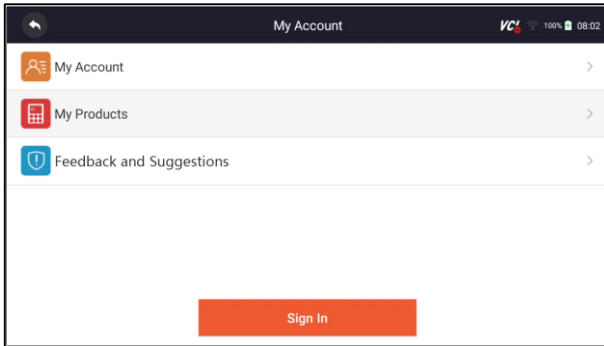 My Account
VCI
100%
08:02
My Account
My Products
Feedback and Suggestions
Sign In